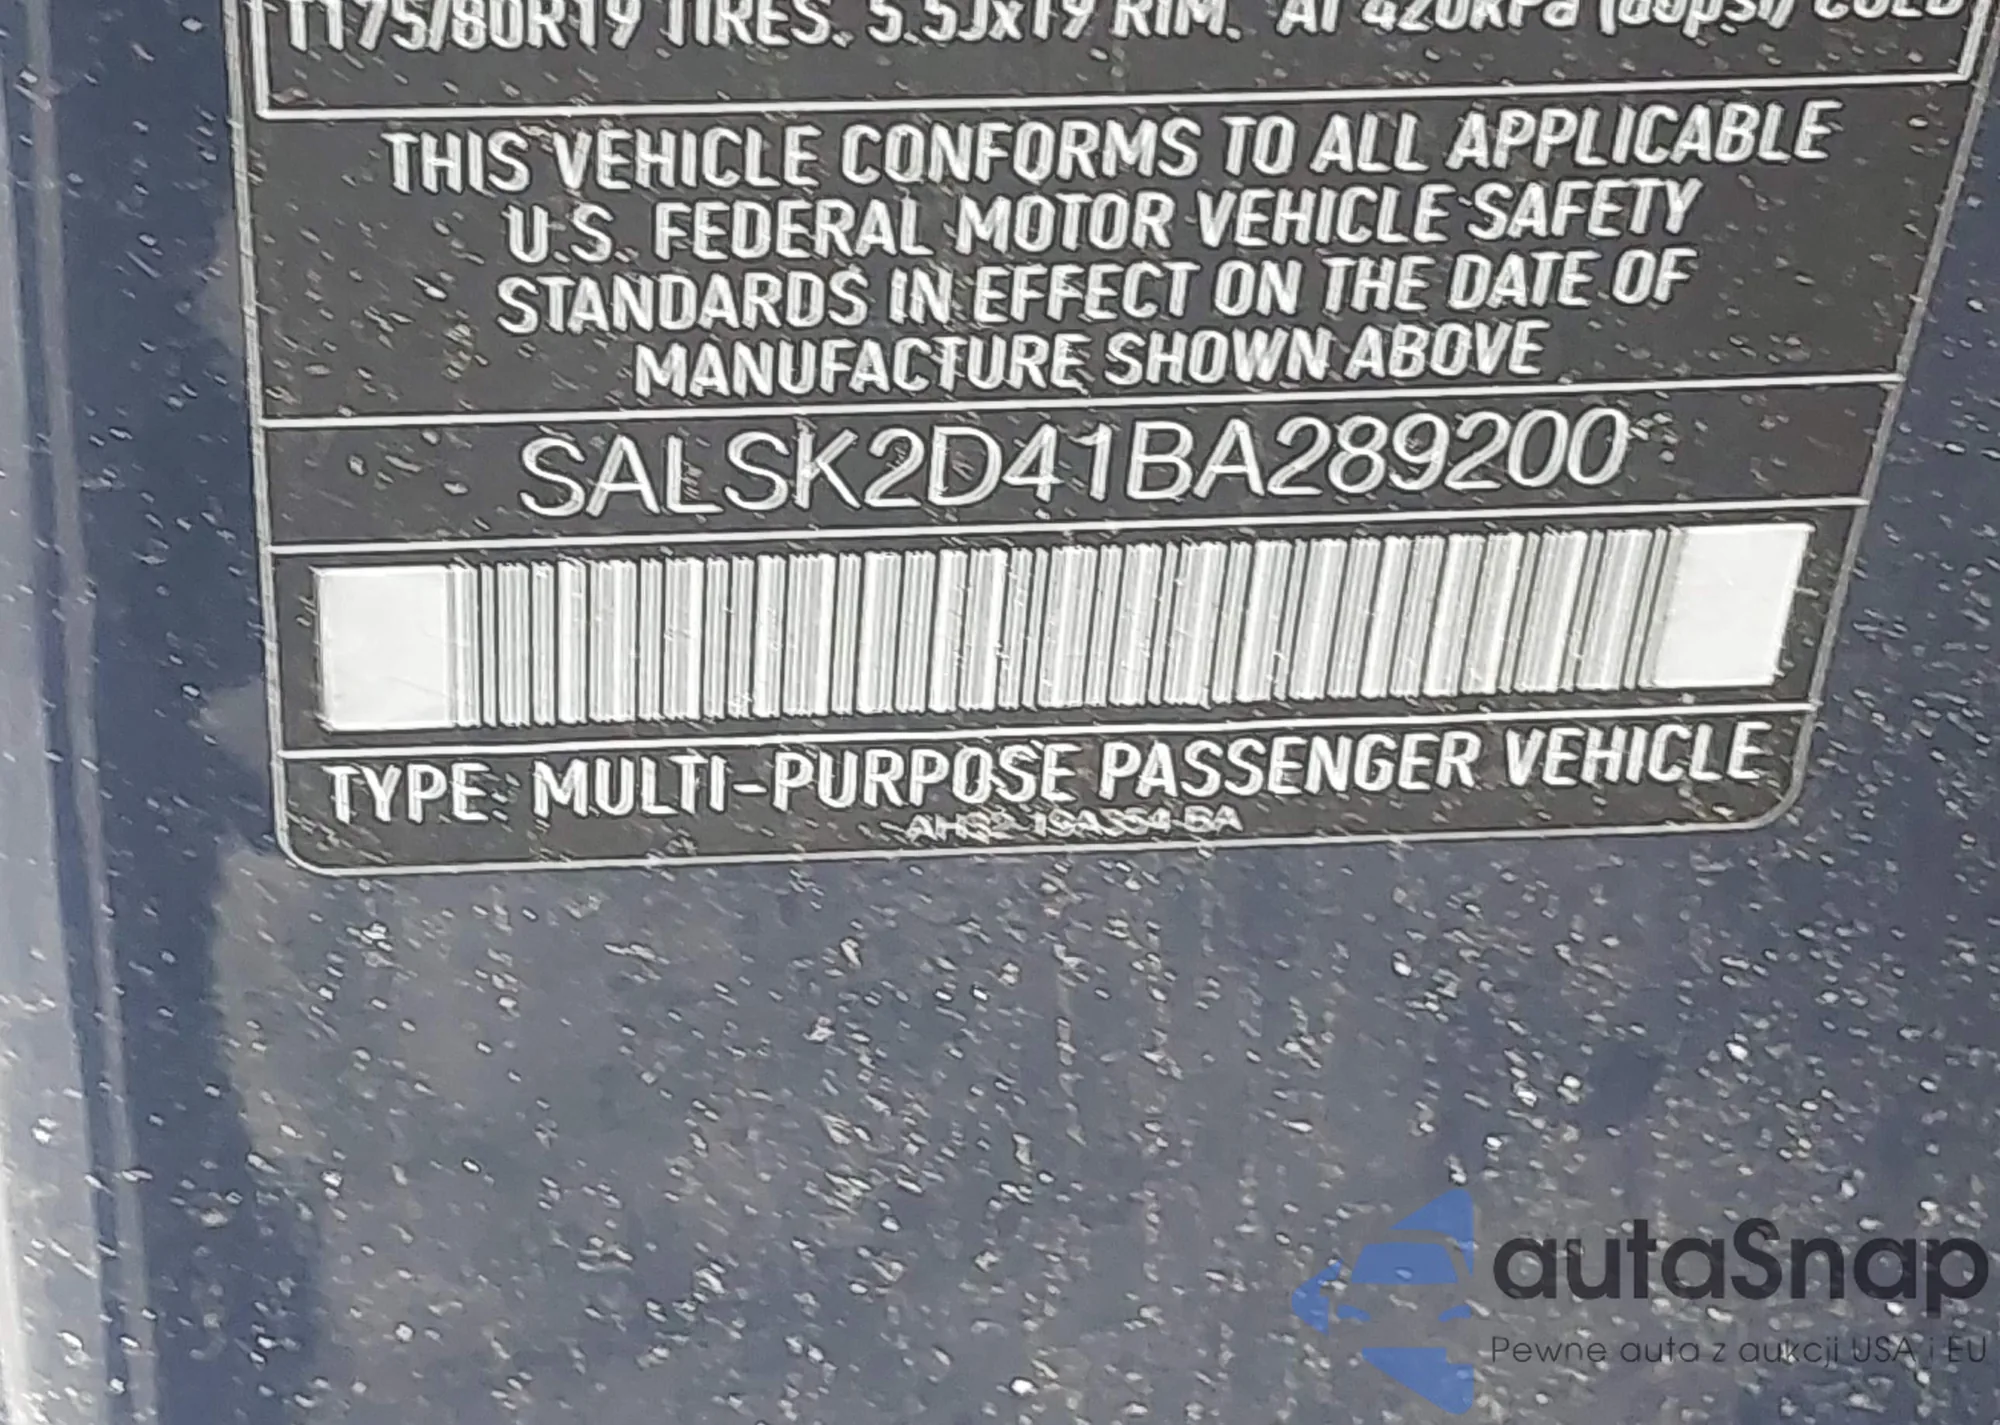 T175/80R19 TIRES. 5.5Jx19 RIM. AT 420kPa (60psi) COLD
THIS VEHICLE CONFORMS TO ALL APPLICABLE
U.S. FEDERAL MOTOR VEHICLE SAFETY
STANDARDS IN EFFECT ON THE DATE OF
MANUFACTURE SHOWN ABOVE
SALSK2D41BA289200
TYPE: MULTI-PURPOSE PASSENGER VEHICLE
autaSnap
Pewne auta z aukcji USA i EU